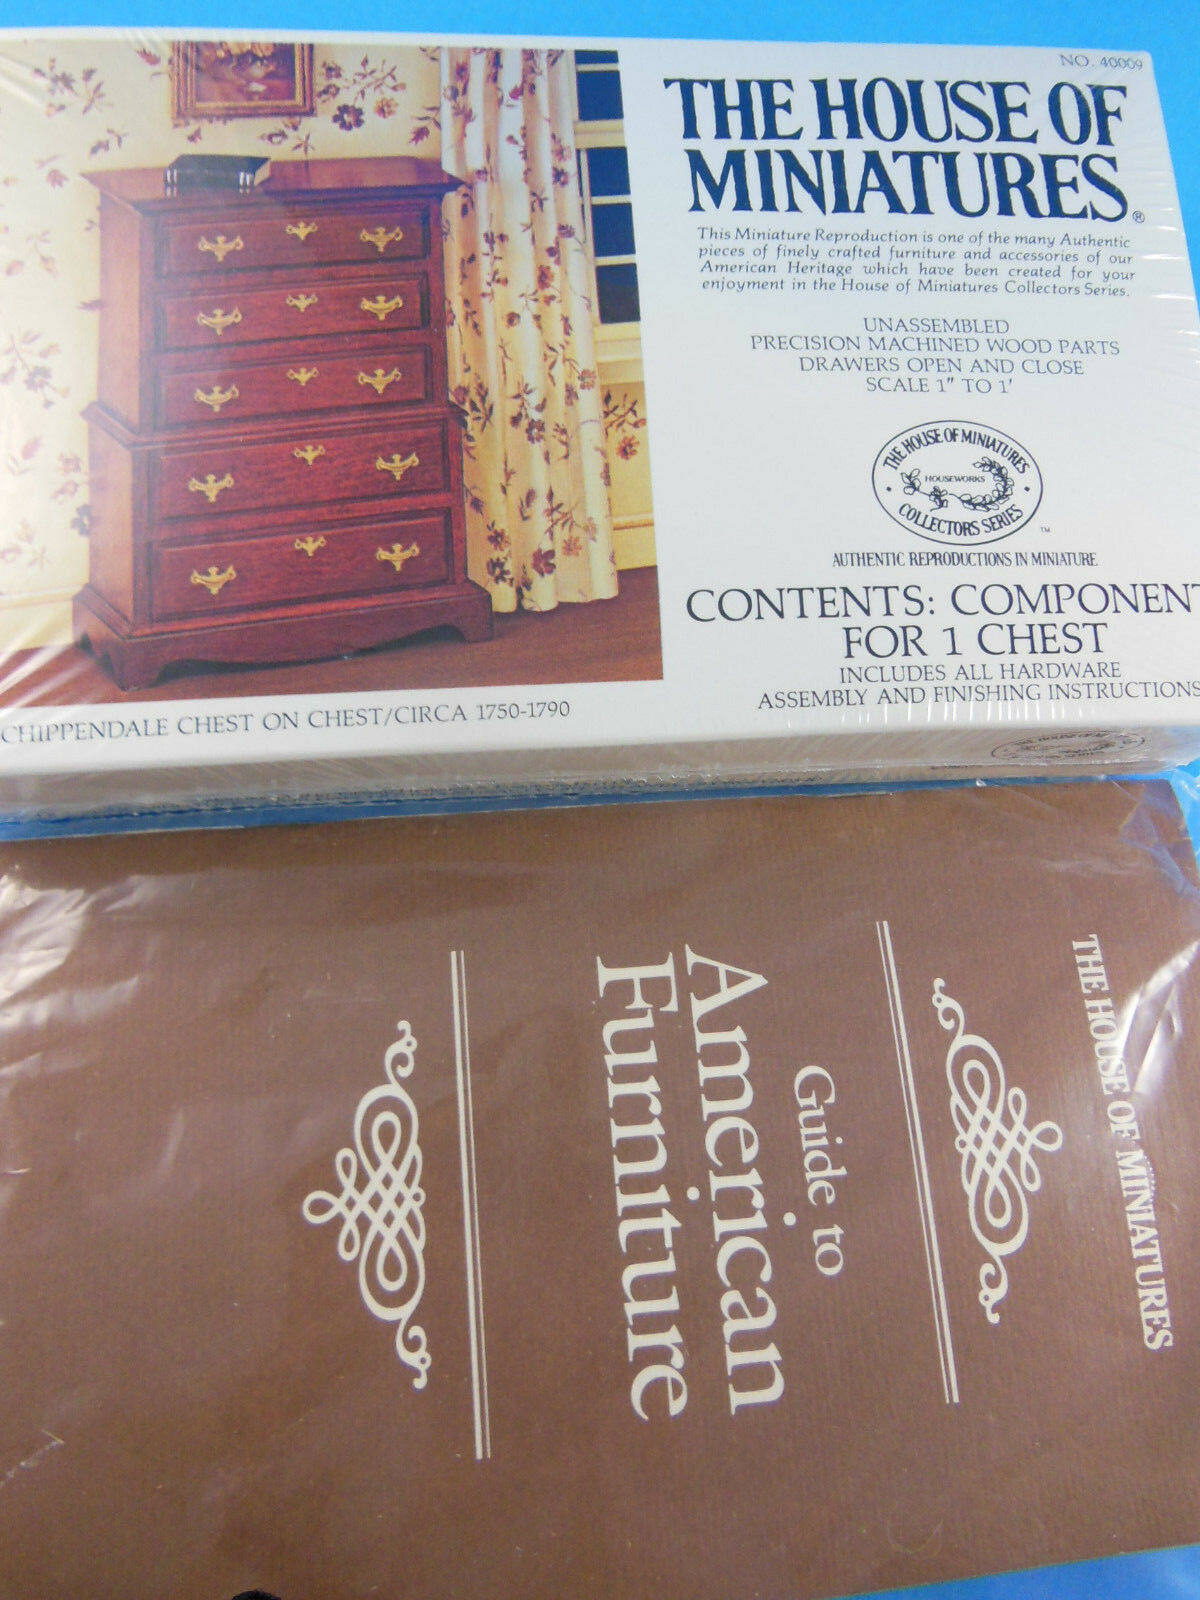 NO. 40009
THE HOUSE OF
MINIATURES®
This Miniature Reproduction is one of the many Authentic
pieces of finely crafted furniture and accessories of our
American Heritage which have been created for your
enjoyment in the House of Miniatures Collectors Series.
UNASSEMBLED
PRECISION MACHINED WOOD PARTS
DRAWERS OPEN AND CLOSE
SCALE 1" TO 1'
THE HOUSE OF MINIATURES
HOUSEWORKS
COLLECTORS SERIES
TM
AUTHENTIC REPRODUCTIONS IN MINIATURE
CONTENTS: COMPONENT
FOR 1 CHEST
INCLUDES ALL HARDWARE
ASSEMBLY AND FINISHING INSTRUCTIONS
CHIPPENDALE CHEST ON CHEST/CIRCA 1750-1790
THE HOUSE OF MINIATURES
Guide to
American
Furniture